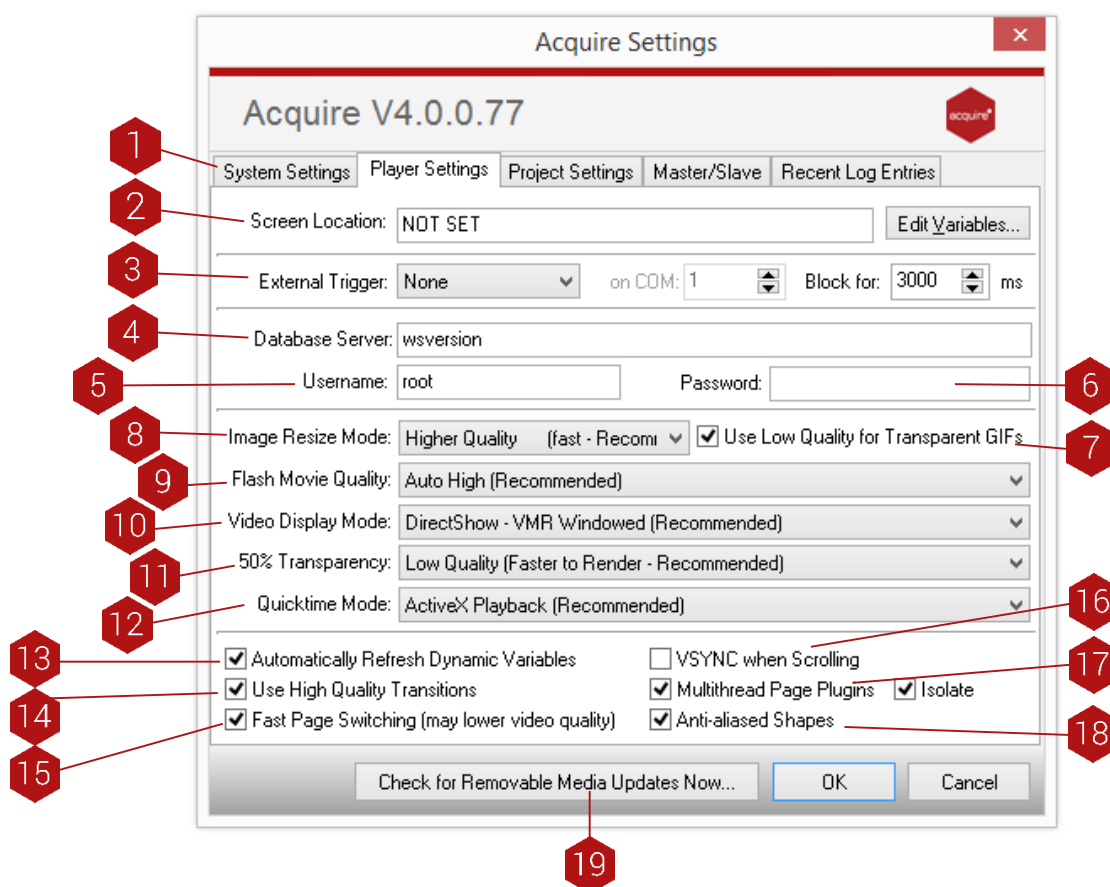 Acquire Settings
Acquire V4.0.0.77
acquire
1
System Settings Player Settings Project Settings Master/Slave Recent Log Entries
2
Screen Location: NOT SET Edit Variables...
3
External Trigger: None on COM: 1 Block for: 3000 ms
4
Database Server: wsversion
5
Username: root Password:
6
8
Image Resize Mode: Higher Quality (fast - Recomı Use Low Quality for Transparent GIFs
7
9
Flash Movie Quality: Auto High (Recommended)
10
Video Display Mode: DirectShow - VMR Windowed (Recommended)
11
50% Transparency: Low Quality (Faster to Render - Recommended)
12
Quicktime Mode: ActiveX Playback (Recommended)
16
13
Automatically Refresh Dynamic Variables VSYNC when Scrolling
17
14
Use High Quality Transitions Multithread Page Plugins Isolate
15
Fast Page Switching (may lower video quality) Anti-aliased Shapes
18
Check for Removable Media Updates Now... OK Cancel
19